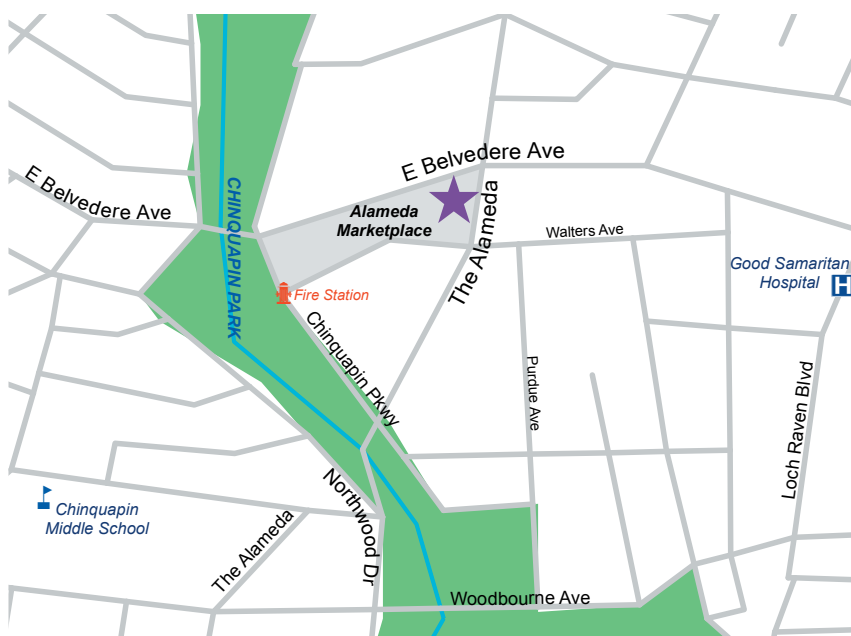 E Belvedere Ave
E Belvedere Ave
CHINQUAPIN PARK
Alameda
Marketplace
The Alameda
Walters Ave
Good Samaritan
Hospital
H
Fire Station
Chinquapin Pkwy
Purdue Ave
Loch Raven Blvd
Chinquapin
Middle School
Northwood Dr
The Alameda
Woodbourne Ave